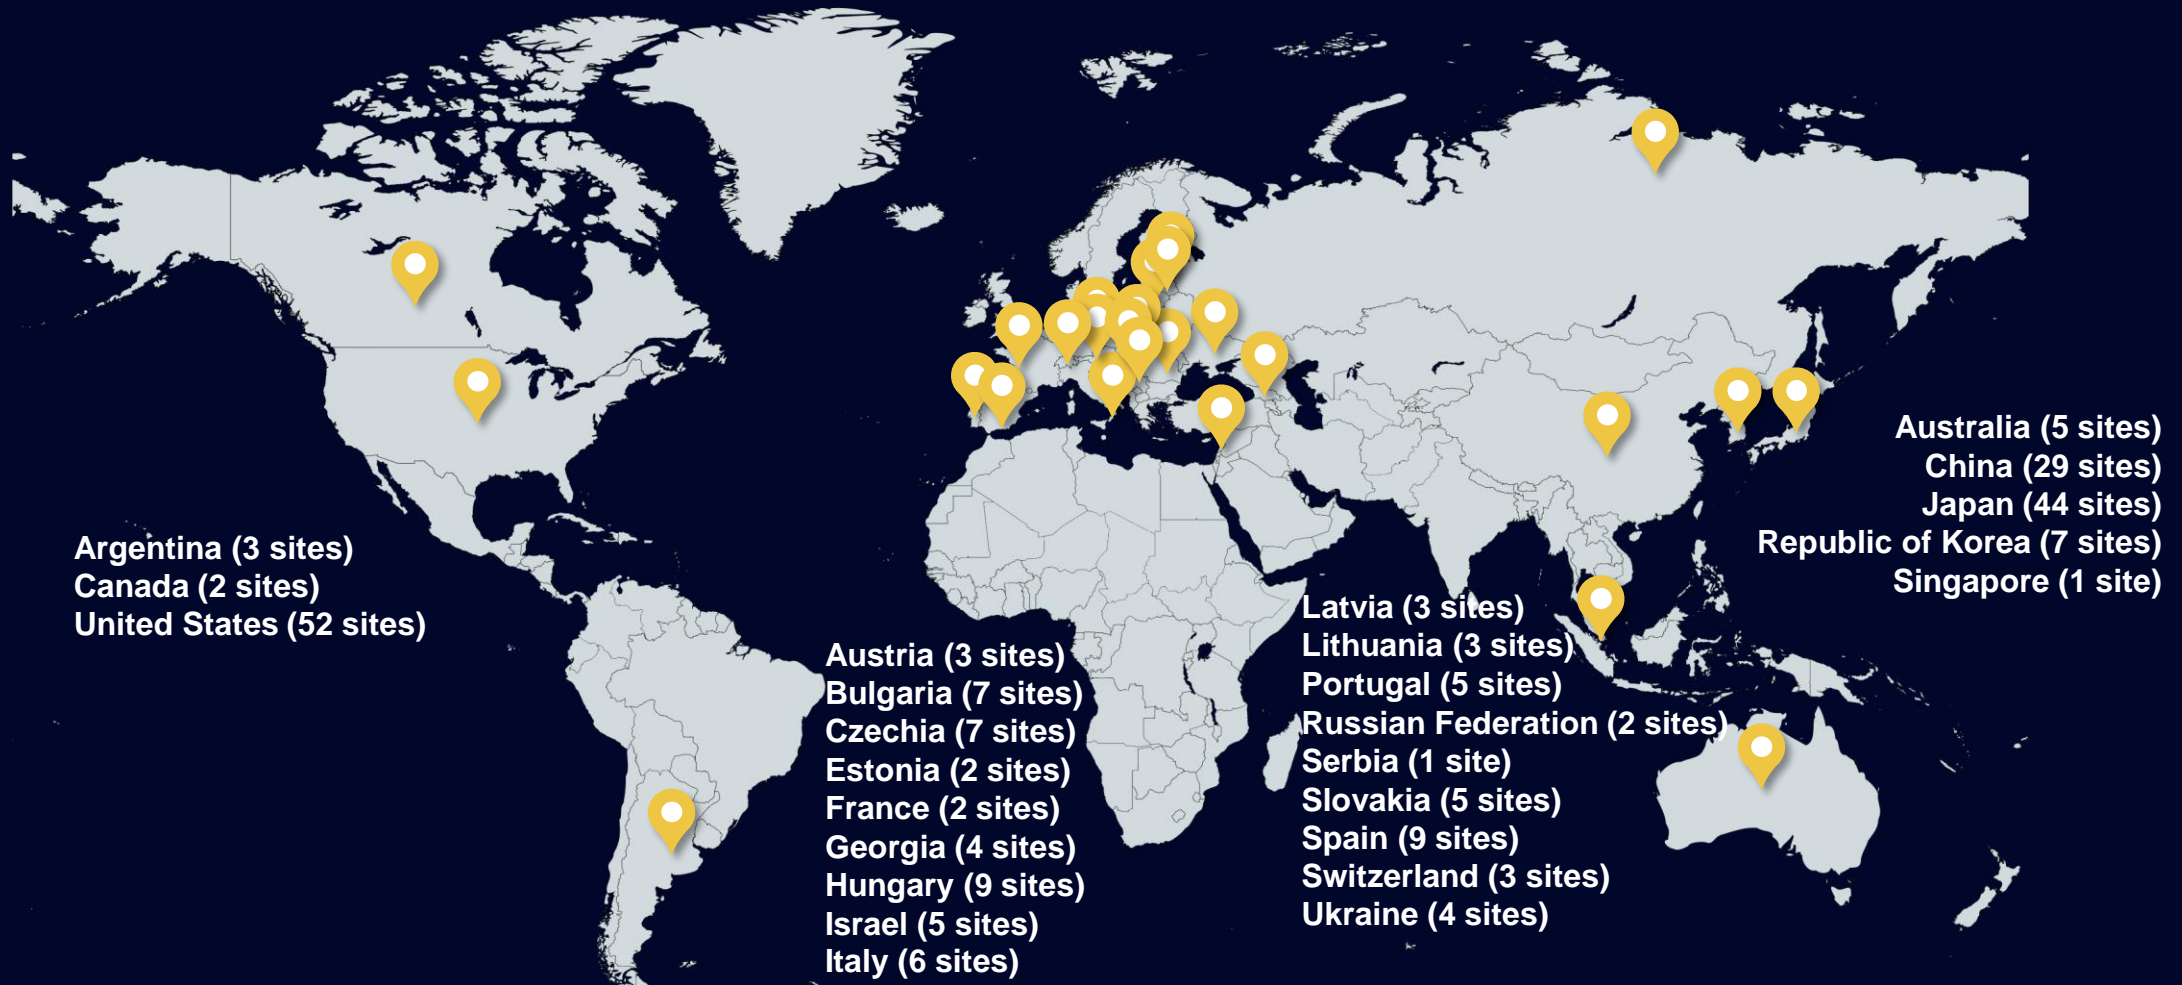 Argentina (3 sites)
Canada (2 sites)
United States (52 sites)
Austria (3 sites)
Bulgaria (7 sites)
Czechia (7 sites)
Estonia (2 sites)
France (2 sites)
Georgia (4 sites)
Hungary (9 sites)
Israel (5 sites)
Italy (6 sites)
Latvia (3 sites)
Lithuania (3 sites)
Portugal (5 sites)
Russian Federation (2 sites)
Serbia (1 site)
Slovakia (5 sites)
Spain (9 sites)
Switzerland (3 sites)
Ukraine (4 sites)
Australia (5 sites)
China (29 sites)
Japan (44 sites)
Republic of Korea (7 sites)
Singapore (1 site)